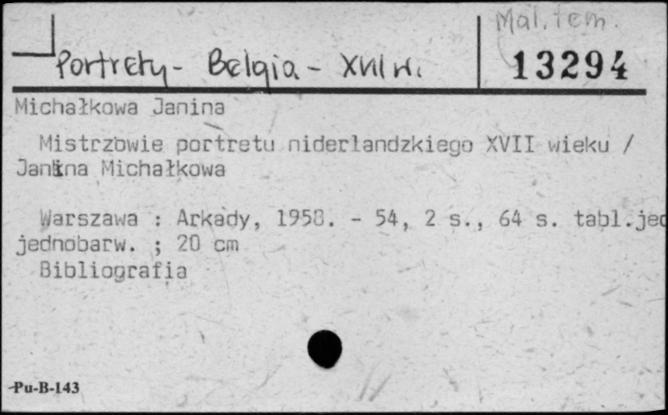 Mal. tem.
Portrety - Belgia - XVII w.
13294
Michałkowa Janina
Mistrzowie portretu niderlandzkiego XVII wieku /
Janina Michałkowa
Warszawa : Arkady, 1958. - 54, 2 s., 64 s. tabl.jed
jednobarw. ; 20 cm
Bibliografia
Pu-B-143